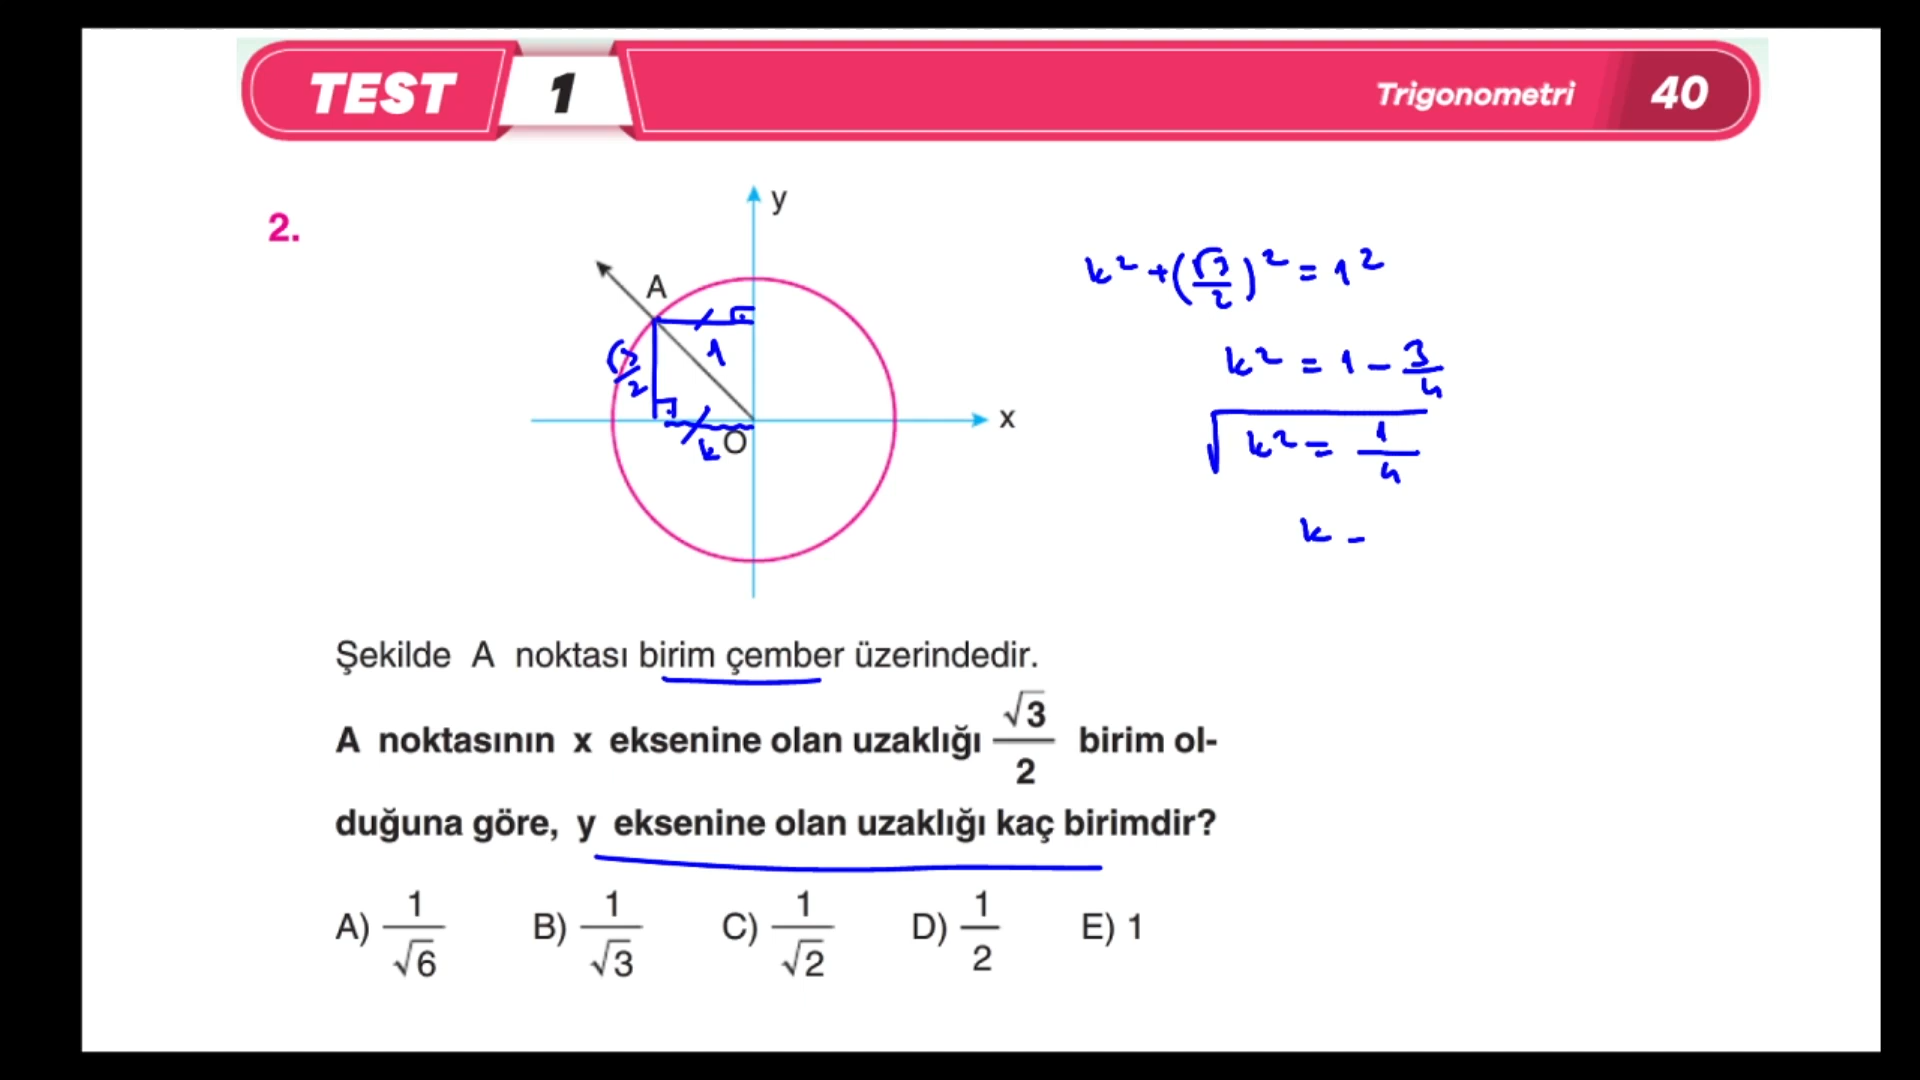 TEST 1 Trigonometri 40
2.
y
A
x
O
√3/2
1
k
k² + (√3/2)² = 1²
k² = 1 - 3/4
√k² = 1/4
k -
Şekilde A noktası birim çember üzerindedir.
A noktasının x eksenine olan uzaklığı √3/2 birim ol-
duğuna göre, y eksenine olan uzaklığı kaç birimdir?
A) 1/√6 B) 1/√3 C) 1/√2 D) 1/2 E) 1